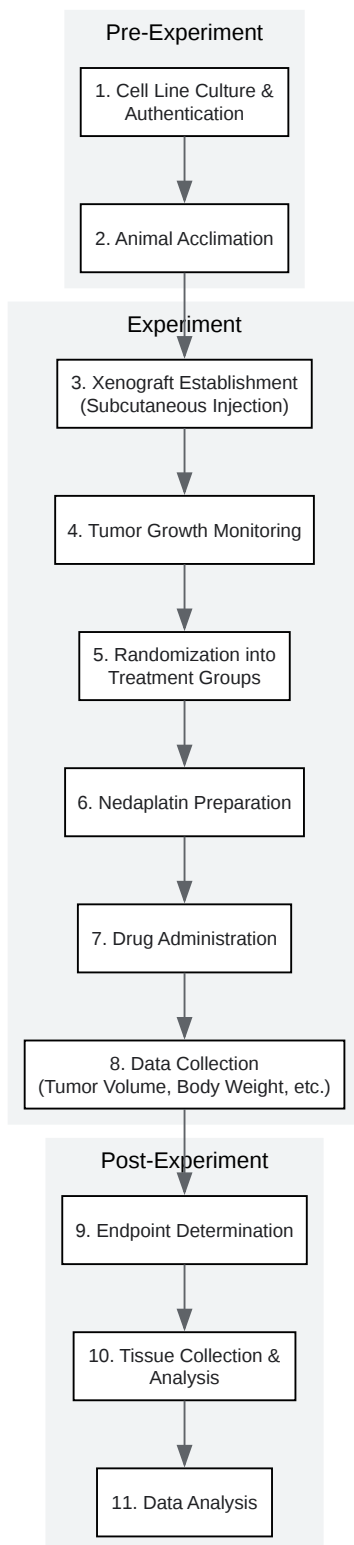 Pre-Experiment
1. Cell Line Culture &
Authentication
2. Animal Acclimation
Experiment
3. Xenograft Establishment
(Subcutaneous Injection)
4. Tumor Growth Monitoring
5. Randomization into
Treatment Groups
6. Nedaplatin Preparation
7. Drug Administration
8. Data Collection
(Tumor Volume, Body Weight, etc.)
Post-Experiment
9. Endpoint Determination
10. Tissue Collection &
Analysis
11. Data Analysis